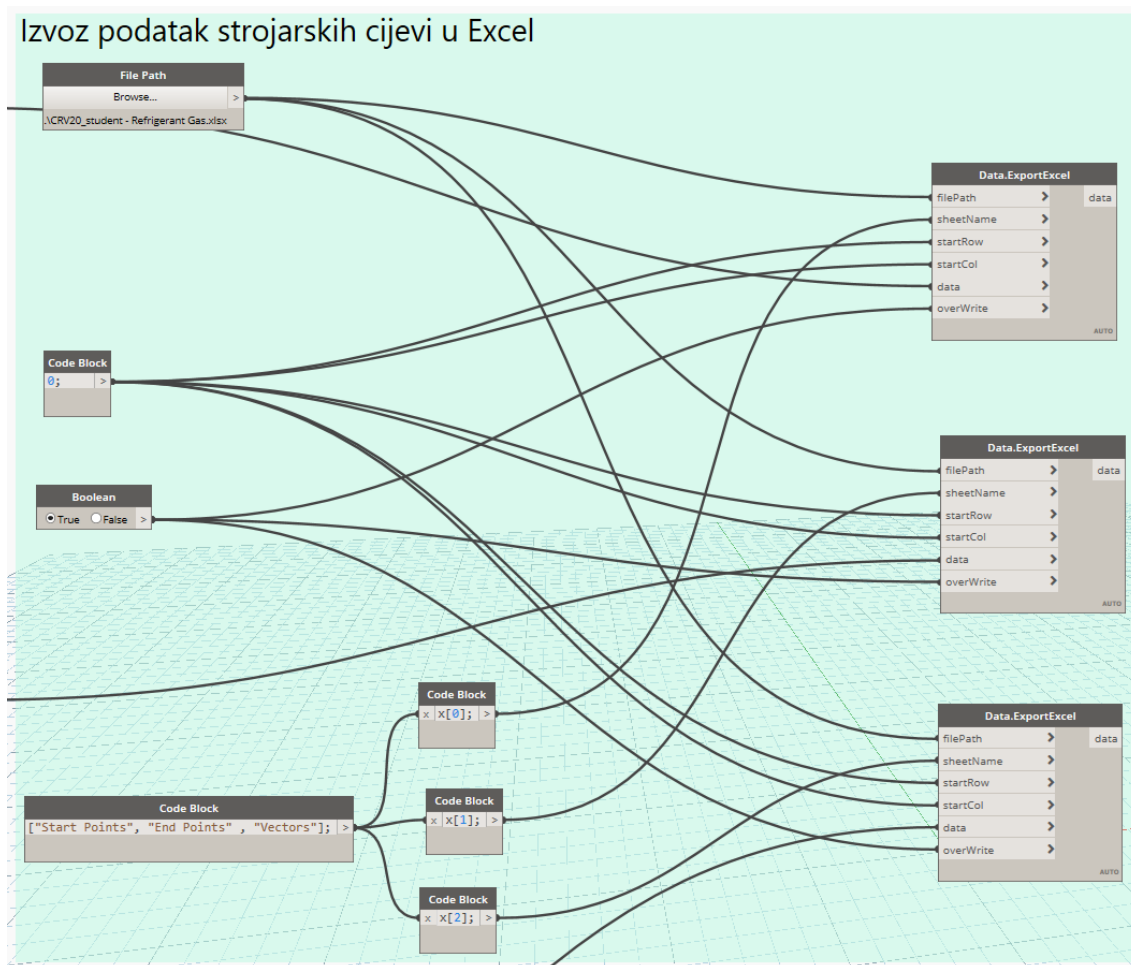 Izvoz podatak strojarskih cijevi u Excel
File Path
Browse...
>
.\CRV20_student - Refrigerant Gas.xlsx
Data.ExportExcel
filePath > data
sheetName >
startRow >
startCol >
data >
overWrite >
AUTO
Code Block
0; >
Data.ExportExcel
filePath > data
sheetName >
startRow >
startCol >
data >
overWrite >
AUTO
Boolean
True False >
Code Block
x x[0]; >
Data.ExportExcel
filePath > data
sheetName >
startRow >
startCol >
data >
overWrite >
AUTO
Code Block
["Start Points", "End Points" , "Vectors"]; >
Code Block
x x[1]; >
Code Block
x x[2]; >